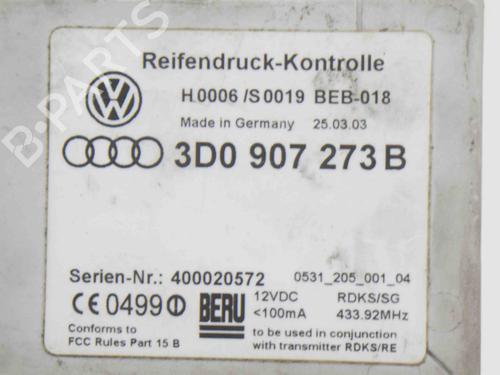 Reifendruck-Kontrolle
H.0006 /S0019 BEB-018
Made in Germany 25.03.03
3D0 907 273 B
Serien-Nr.: 400020572 0531_205_001_04
CE 0499 BERU 12VDC RDKS/SG
<100mA 433.92MHz
Conforms to
FCC Rules Part 15 B
to be used in conjunction
with transmitter RDKS/RE
B-PARTS